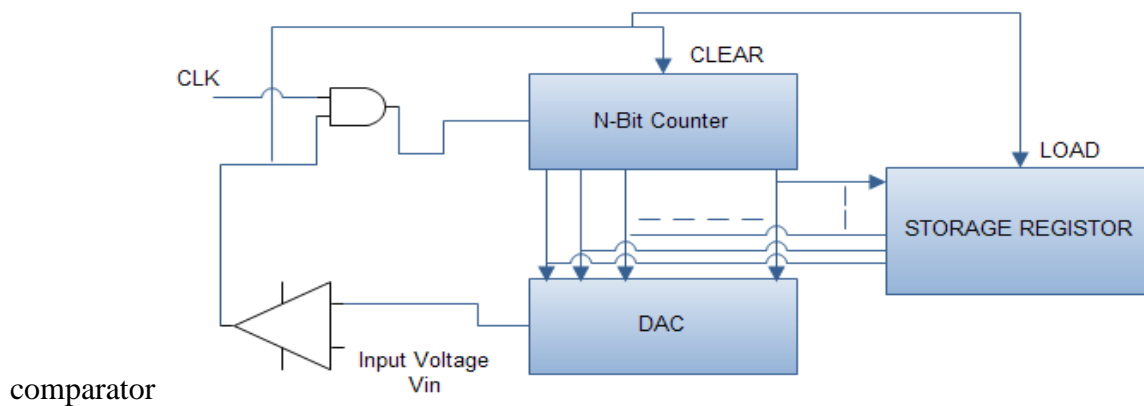 CLEAR
CLK
N-Bit Counter
LOAD
STORAGE REGISTOR
DAC
Input Voltage
Vin
comparator